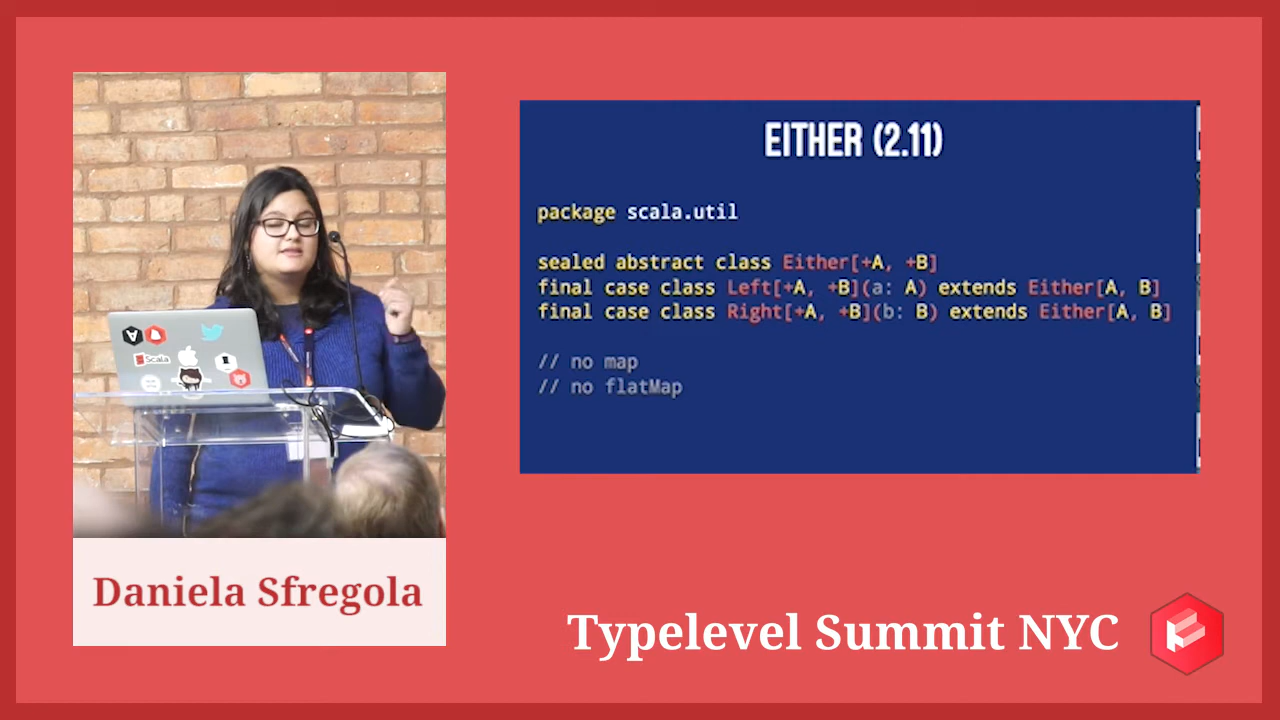 EITHER (2.11)
package scala.util
sealed abstract class Either[+A, +B]
final case class Left[+A, +B](a: A) extends Either[A, B]
final case class Right[+A, +B](b: B) extends Either[A, B]
// no map
// no flatMap
Scala
Daniela Sfregola
Typelevel Summit NYC